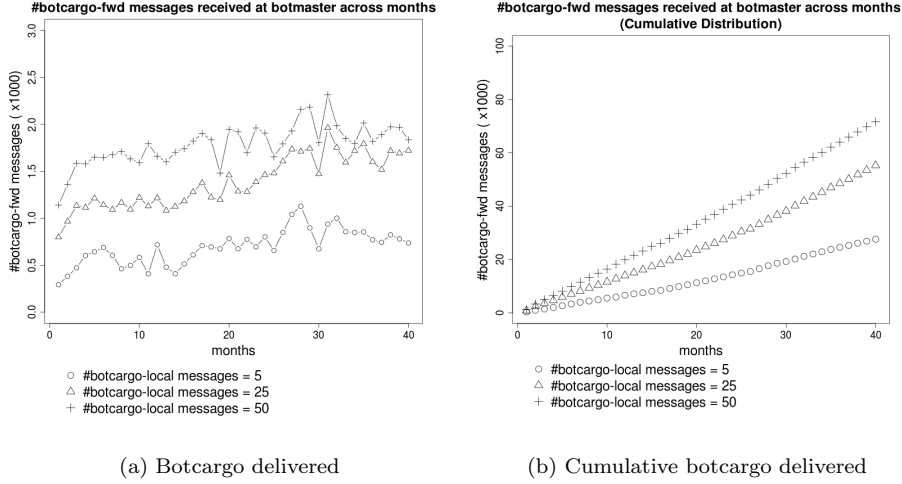 #botcargo-fwd messages received at botmaster across months
#botcargo-fwd messages ( x1000)
3.0
2.5
2.0
1.5
1.0
0.5
0.0
0 10 20 30 40
months
#botcargo-local messages = 5
#botcargo-local messages = 25
#botcargo-local messages = 50
(a) Botcargo delivered
#botcargo-fwd messages received at botmaster across months
(Cumulative Distribution)
#botcargo-fwd messages ( x1000)
100
80
60
40
20
0
0 10 20 30 40
months
#botcargo-local messages = 5
#botcargo-local messages = 25
#botcargo-local messages = 50
(b) Cumulative botcargo delivered